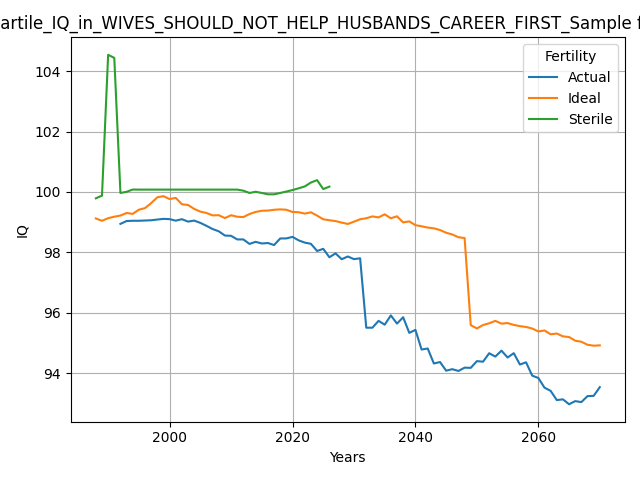 artile_IQ_in_WIVES_SHOULD_NOT_HELP_HUSBANDS_CAREER_FIRST_Sample f
Fertility
Actual
Ideal
Sterile
104
102
100
98
96
94
IQ
2000 2020 2040 2060
Years